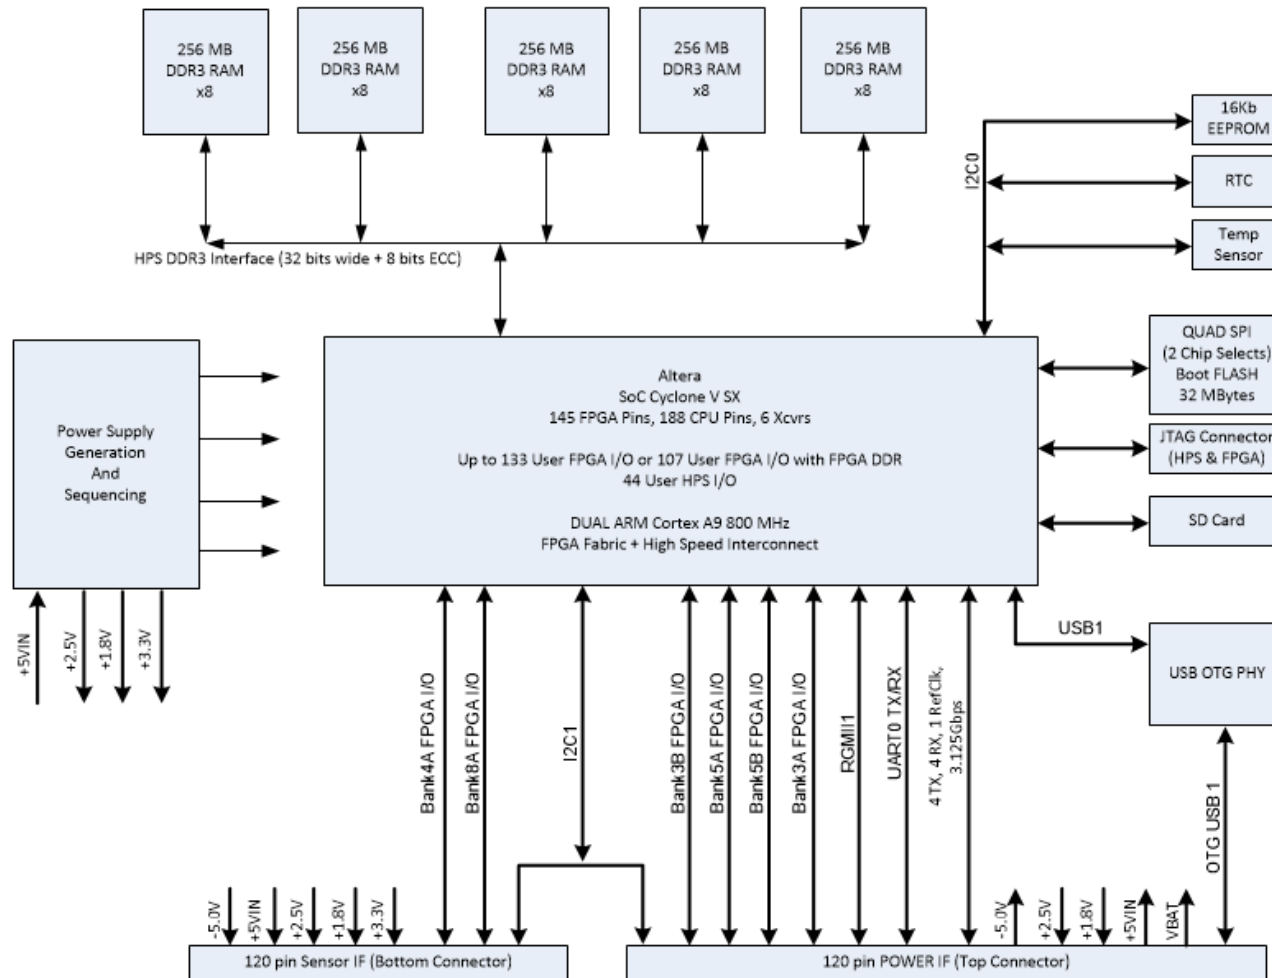 256 MB
DDR3 RAM
x8
256 MB
DDR3 RAM
x8
256 MB
DDR3 RAM
x8
256 MB
DDR3 RAM
x8
256 MB
DDR3 RAM
x8
HPS DDR3 Interface (32 bits wide + 8 bits ECC)
I2C0
16Kb
EEPROM
RTC
Temp
Sensor
Power Supply
Generation
And
Sequencing
+5VIN
+2.5V
+1.8V
+3.3V
Altera
SoC Cyclone V SX
145 FPGA Pins, 188 CPU Pins, 6 Xcvrs
Up to 133 User FPGA I/O or 107 User FPGA I/O with FPGA DDR
44 User HPS I/O
DUAL ARM Cortex A9 800 MHz
FPGA Fabric + High Speed Interconnect
QUAD SPI
(2 Chip Selects)
Boot FLASH
32 MBytes
JTAG Connector
(HPS & FPGA)
SD Card
USB1
USB OTG PHY
OTG USB 1
Bank4A FPGA I/O
Bank8A FPGA I/O
I2C1
Bank3B FPGA I/O
Bank5A FPGA I/O
Bank5B FPGA I/O
Bank3A FPGA I/O
RGMII1
UART0 TX/RX
4 TX, 4 RX, 1 RefClk,
3.125Gbps
-5.0V
+5VIN
+2.5V
+1.8V
+3.3V
-5.0V
+2.5V
+1.8V
+5VIN
VBAT
120 pin Sensor IF (Bottom Connector)
120 pin POWER IF (Top Connector)